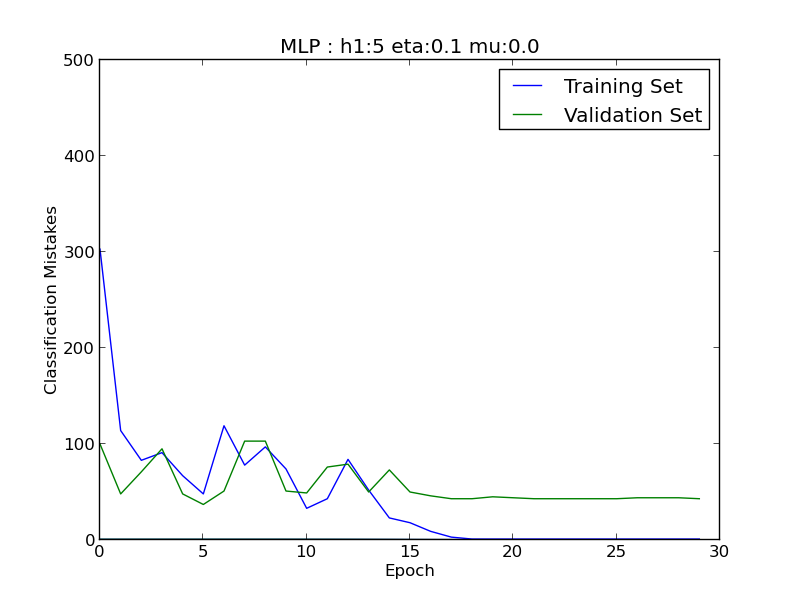 MLP : h1:5 eta:0.1 mu:0.0
500
400
300
200
100
0
Classification Mistakes
Training Set
Validation Set
0 5 10 15 20 25 30
Epoch